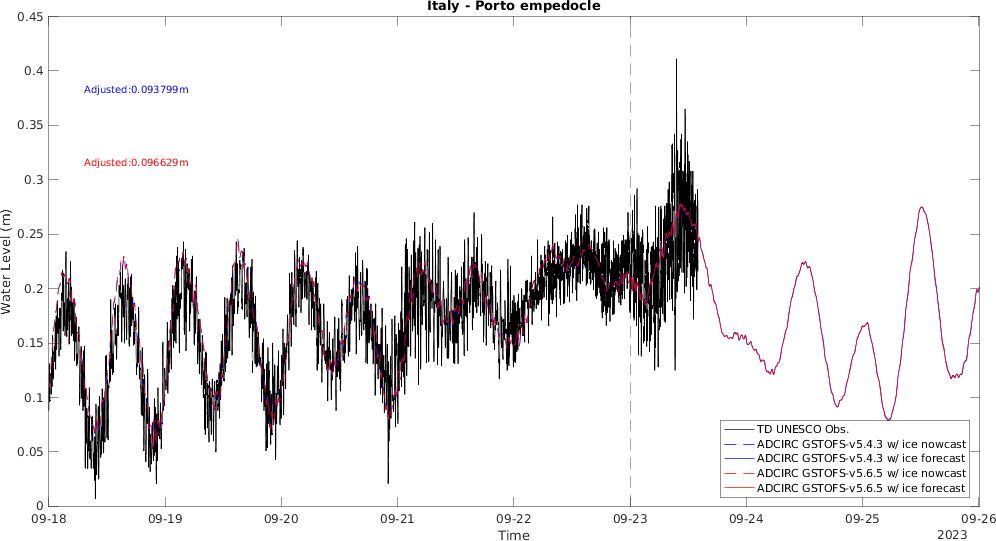 Italy - Porto empedocle
Water Level (m)
0.45
0.4
0.35
0.3
0.25
0.2
0.15
0.1
0.05
0
Adjusted:0.093799m
Adjusted:0.096629m
TD UNESCO Obs.
ADCIRC GSTOFS-v5.4.3 w/ ice nowcast
ADCIRC GSTOFS-v5.4.3 w/ ice forecast
ADCIRC GSTOFS-v5.6.5 w/ ice nowcast
ADCIRC GSTOFS-v5.6.5 w/ ice forecast
09-18 09-19 09-20 09-21 09-22 09-23 09-24 09-25 09-26
Time
2023